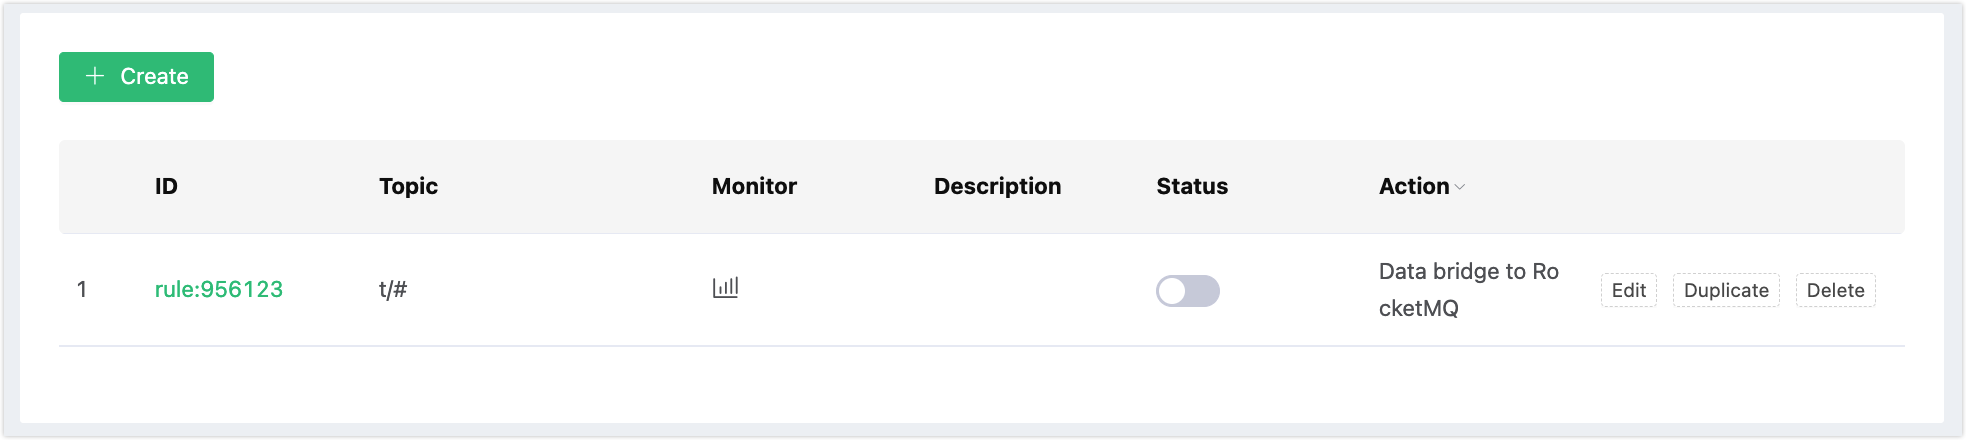 + Create
ID Topic Monitor Description Status Action
1 rule:956123 t/# Data bridge to Ro
cketMQ Edit Duplicate Delete